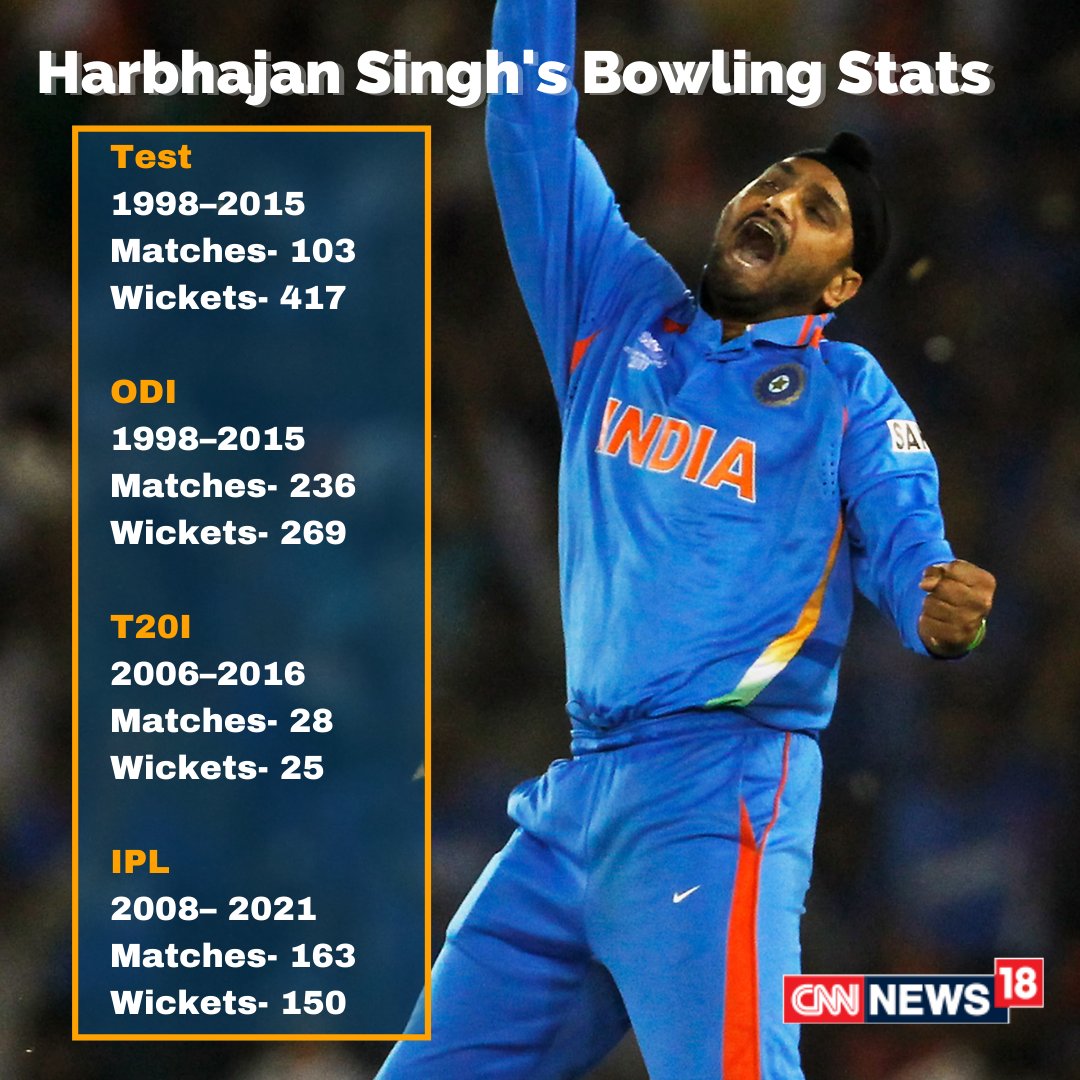 Harbhajan Singh's Bowling Stats
Test
1998–2015
Matches- 103
Wickets- 417
ODI
1998–2015
Matches- 236
Wickets- 269
T20I
2006–2016
Matches- 28
Wickets- 25
IPL
2008– 2021
Matches- 163
Wickets- 150
INDIA
CNN NEWS 18